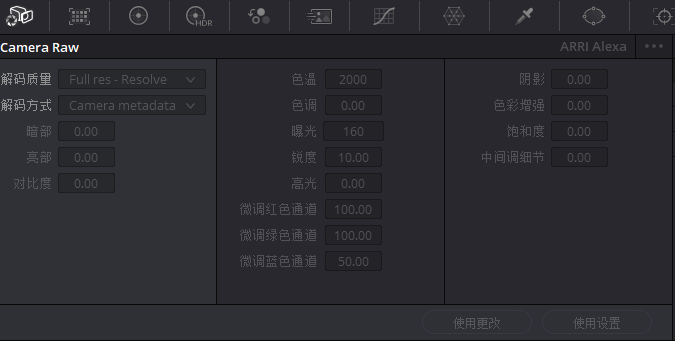 HDR
Camera Raw
ARRI Alexa
解码质量 Full res - Resolve
解码方式 Camera metadata
暗部 0.00
亮部 0.00
对比度 0.00
色温 2000
色调 0.00
曝光 160
锐度 10.00
高光 0.00
微调红色通道 100.00
微调绿色通道 100.00
微调蓝色通道 50.00
阴影 0.00
色彩增强 0.00
饱和度 0.00
中间调细节 0.00
使用更改
使用设置